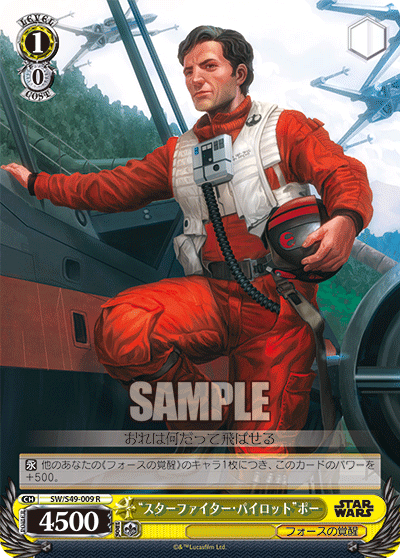 LEVEL
1
0
COST
SAMPLE
おれは何だって飛ばせる
永 他のあなたの《フォースの覚醒》のキャラ1枚につき、このカードのパワーを
+500。
CH SW/S49-009 R
4500
“スターファイター・パイロット”ポー
STAR WARS
フォースの覚醒
©&™Lucasfilm Ltd.